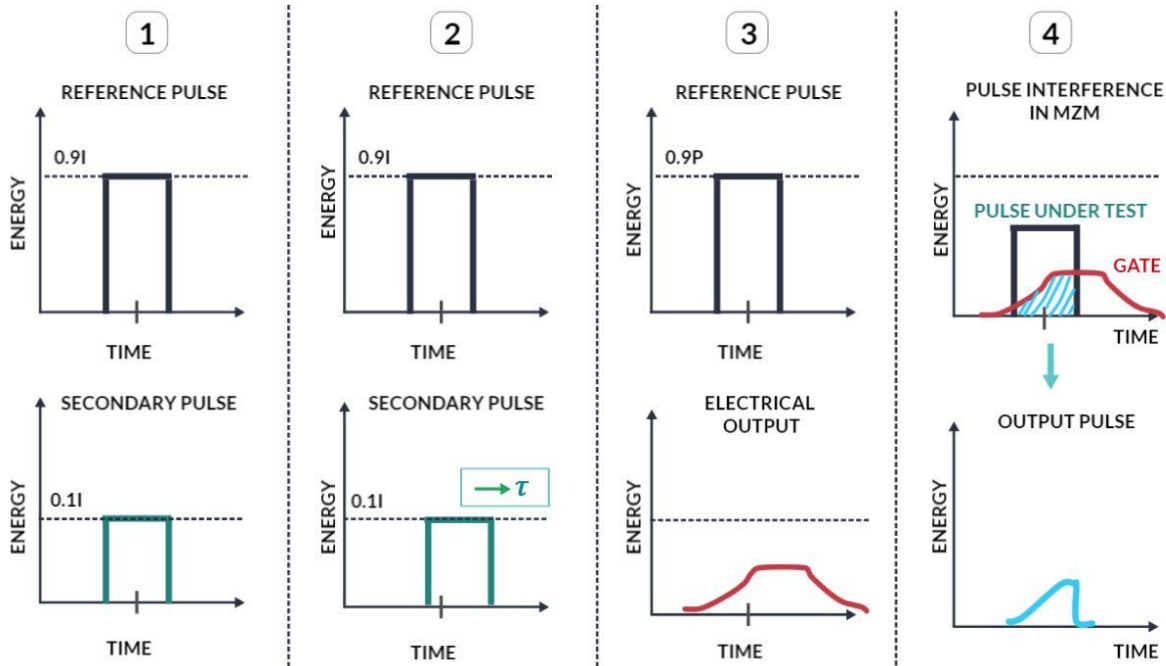 1
REFERENCE PULSE
0.9I
ENERGY
TIME
SECONDARY PULSE
0.1I
ENERGY
TIME
2
REFERENCE PULSE
0.9I
ENERGY
TIME
SECONDARY PULSE
→ τ
0.1I
ENERGY
TIME
3
REFERENCE PULSE
0.9P
ENERGY
TIME
ELECTRICAL
OUTPUT
ENERGY
TIME
4
PULSE INTERFERENCE
IN MZM
PULSE UNDER TEST
GATE
ENERGY
TIME
OUTPUT PULSE
ENERGY
TIME